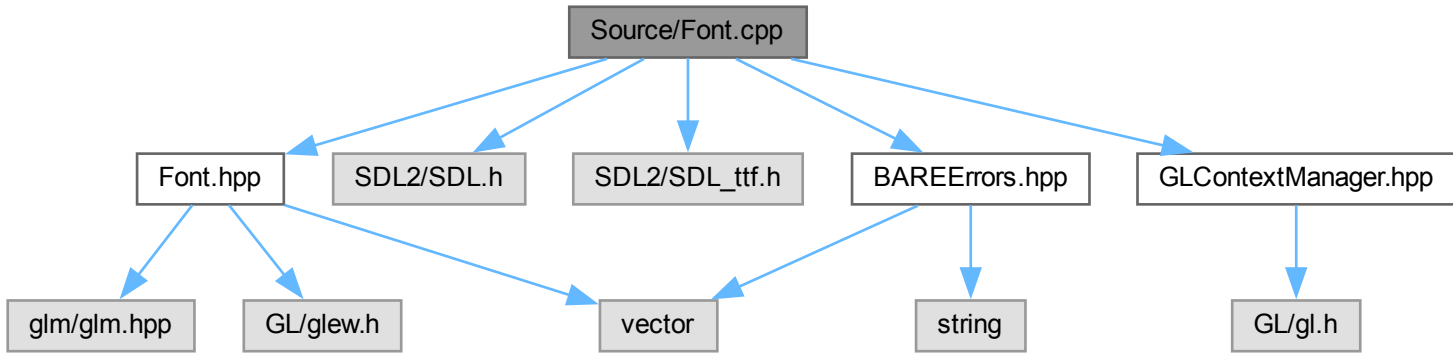 Source/Font.cpp
Font.hpp
SDL2/SDL.h
SDL2/SDL_ttf.h
BAREErrors.hpp
GLContextManager.hpp
glm/glm.hpp
GL/glew.h
vector
string
GL/gl.h